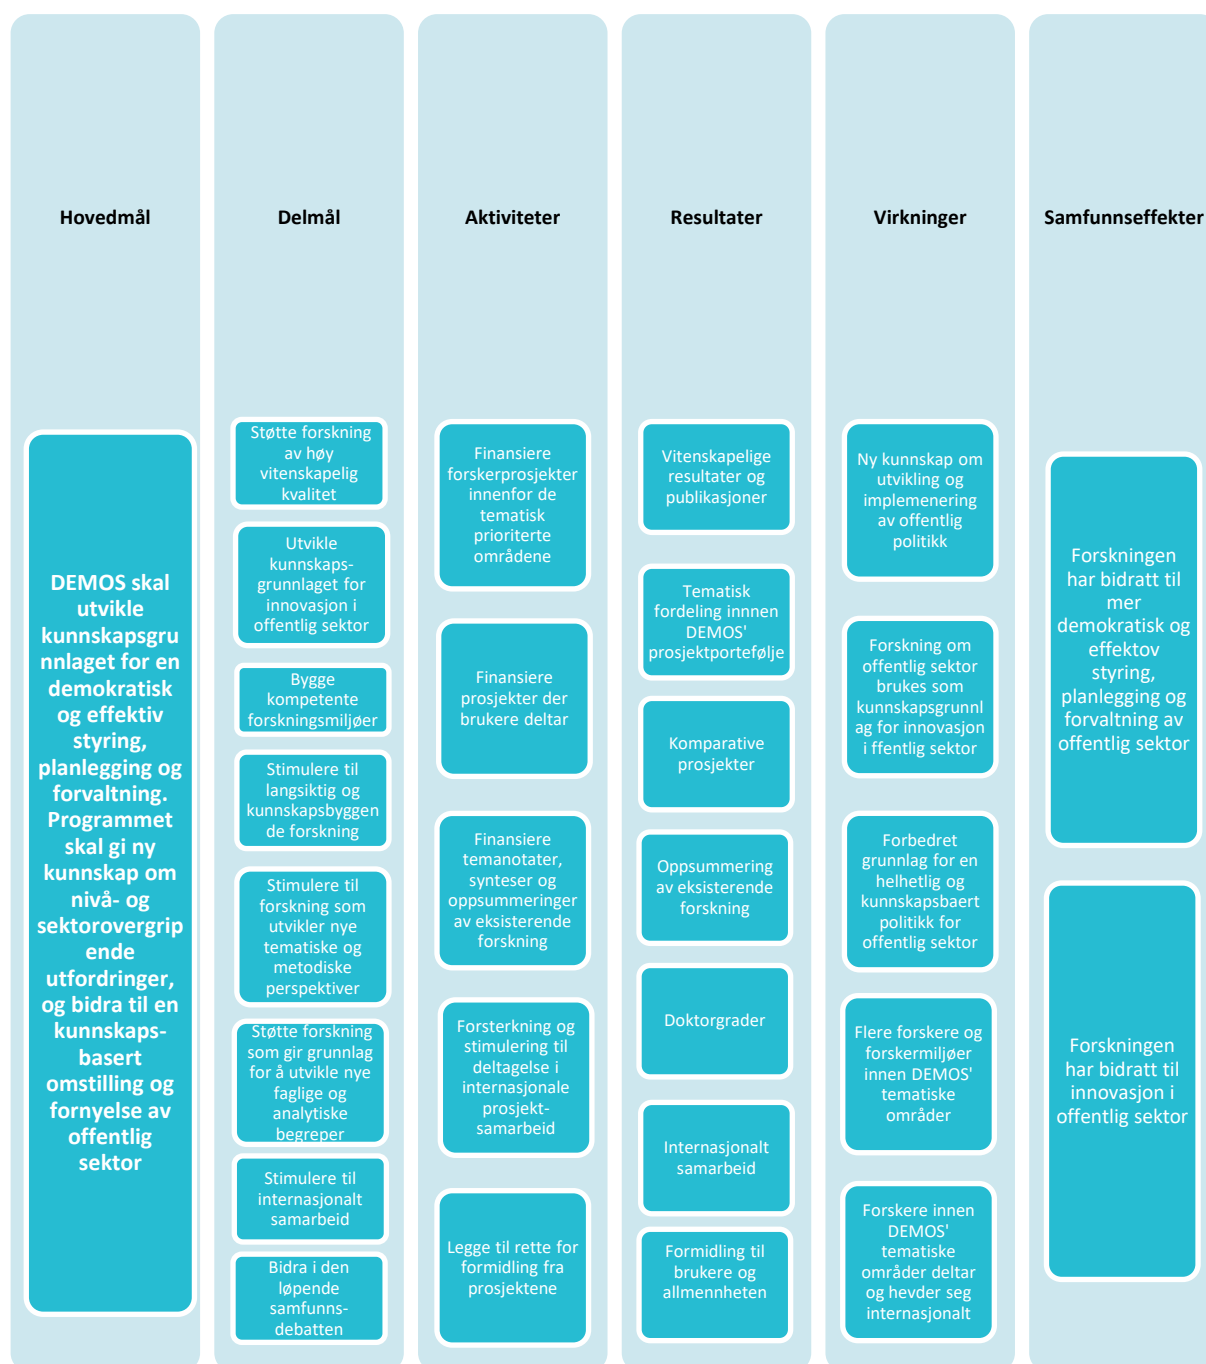 Hovedmål
DEMOS skal
utvikle
kunnskapsgru
nnlaget for en
demokratisk
og effektiv
styring,
planlegging og
forvaltning.
Programmet
skal gi ny
kunnskap om
nivå- og
sektorovergrip
ende
utfordringer,
og bidra til en
kunnskaps-
basert
omstilling og
fornyelse av
offentlig
sektor
Delmål
Støtte forskning
av høy
vitenskapelig
kvalitet
Utvikle
kunnskaps-
grunnlaget for
innovasjon i
offentlig sektor
Bygge
kompetente
forskningsmiljøer
Stimulere til
langsiktig og
kunnskapsbyggen
de forskning
Stimulere til
forskning som
utvikler nye
tematiske og
metodiske
perspektiver
Støtte forskning
som gir grunnlag
for å utvikle nye
faglige og
analytiske
begreper
Stimulere til
internasjonalt
samarbeid
Bidra i den
løpende
samfunns-
debatten
Aktiviteter
Finansiere
forskerprosjekter
innenfor de
tematisk
prioriterte
områdene
Finansiere
prosjekter der
brukere deltar
Finansiere
temanotater,
synteser og
oppsummeringer
av eksisterende
forskning
Forsterkning og
stimulering til
deltagelse i
internasjonale
prosjekt-
samarbeid
Legge til rette for
formidling fra
prosjektene
Resultater
Vitenskapelige
resultater og
publikasjoner
Tematisk
fordeling innnen
DEMOS'
prosjektportefølje
Komparative
prosjekter
Oppsummering
av eksisterende
forskning
Doktorgrader
Internasjonalt
samarbeid
Formidling til
brukere og
allmennheten
Virkninger
Ny kunnskap om
utvikling og
implemenering
av offentlig
politikk
Forskning om
offentlig sektor
brukes som
kunnskapsgrunnl
ag for innovasjon
i ffentlig sektor
Forbedret
grunnlag for en
helhetlig og
kunnskapsbaert
politikk for
offentlig sektor
Flere forskere og
forskermiljøer
innen DEMOS'
tematiske
områder
Forskere innen
DEMOS'
tematiske
områder deltar
og hevder seg
internasjonalt
Samfunnseffekter
Forskningen
har bidratt til
mer
demokratisk og
effektov
styring,
planlegging og
forvaltning av
offentlig sektor
Forskningen
har bidratt til
innovasjon i
offentlig sektor